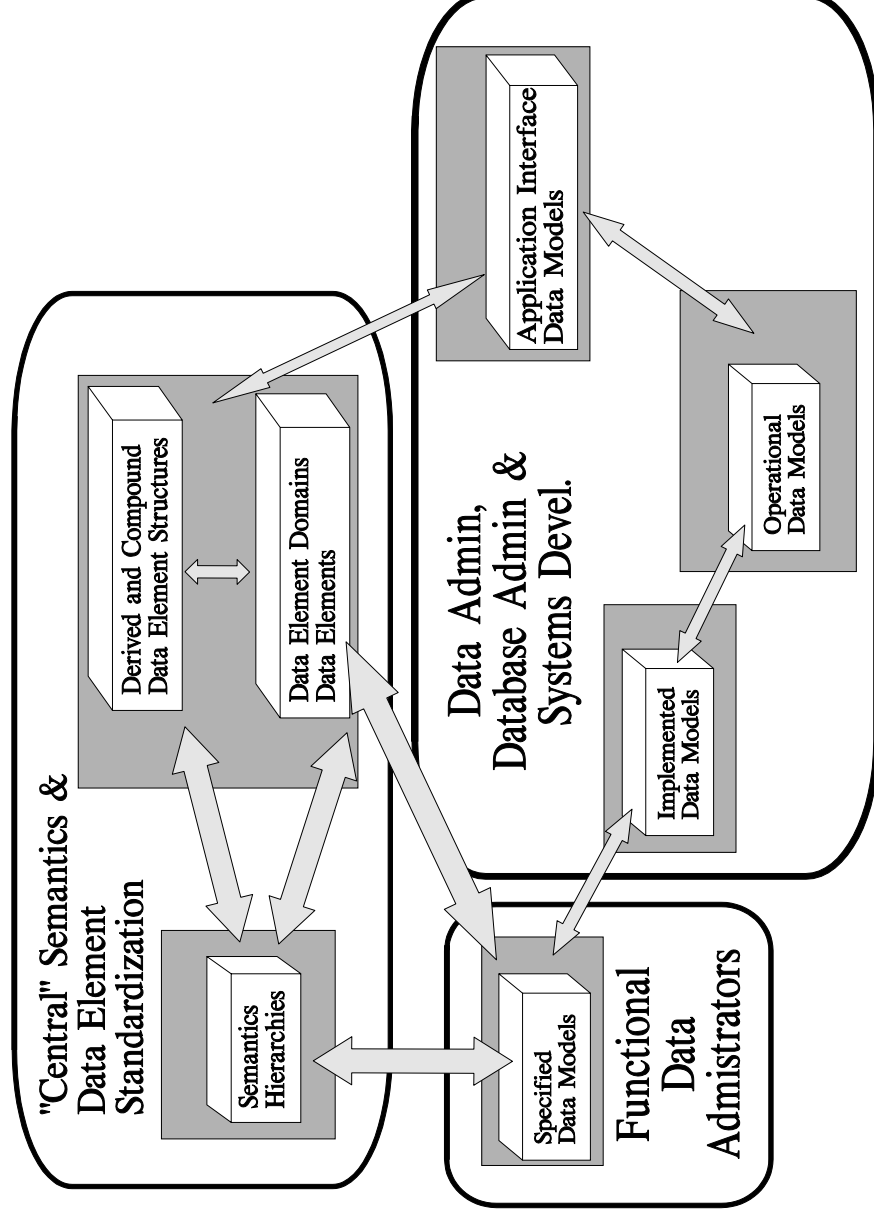 "Central" Semantics &
Data Element
Standardization
Semantics
Hierarchies
Derived and Compound
Data Element Structures
Data Element Domains
Data Elements
Specified
Data Models
Functional
Data
Admistrators
Data Admin,
Database Admin &
Systems Devel.
Implemented
Data Models
Operational
Data Models
Application Interface
Data Models